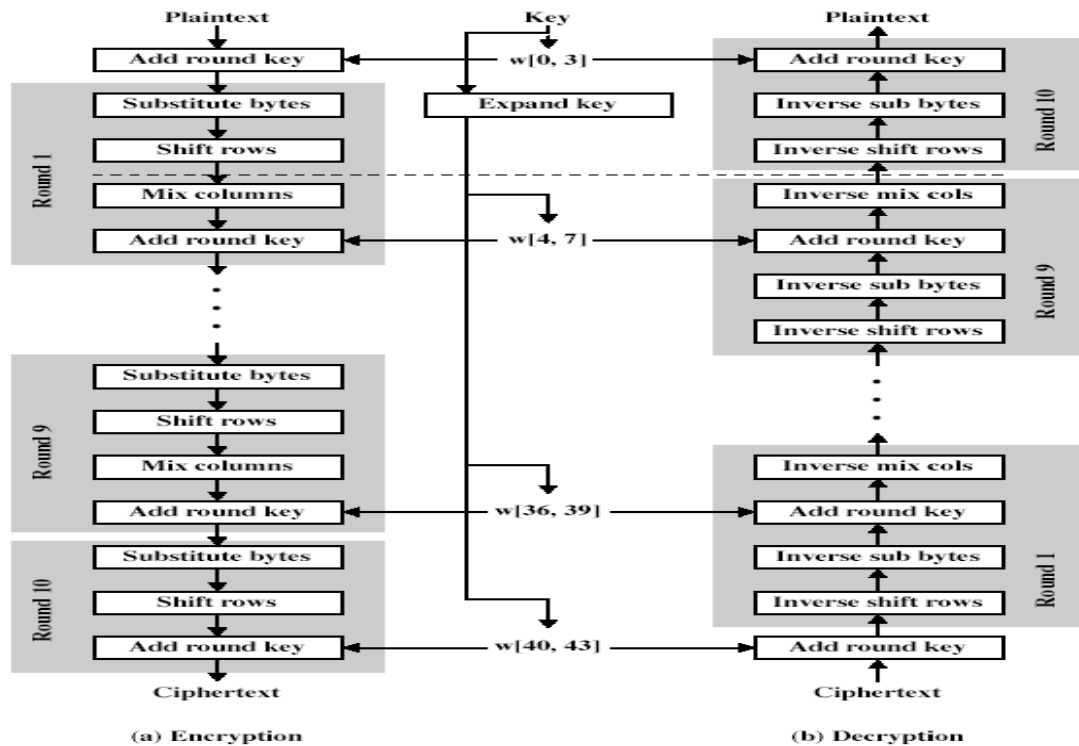 Plaintext
Add round key
Round 1
Substitute bytes
Shift rows
Mix columns
Add round key
Round 9
Substitute bytes
Shift rows
Mix columns
Add round key
Round 10
Substitute bytes
Shift rows
Add round key
Ciphertext
(a) Encryption
Key
w[0, 3]
Expand key
w[4, 7]
w[36, 39]
w[40, 43]
Plaintext
Add round key
Inverse sub bytes
Inverse shift rows
Round 10
Inverse mix cols
Add round key
Inverse sub bytes
Inverse shift rows
Round 9
Inverse mix cols
Add round key
Inverse sub bytes
Inverse shift rows
Round 1
Add round key
Ciphertext
(b) Decryption